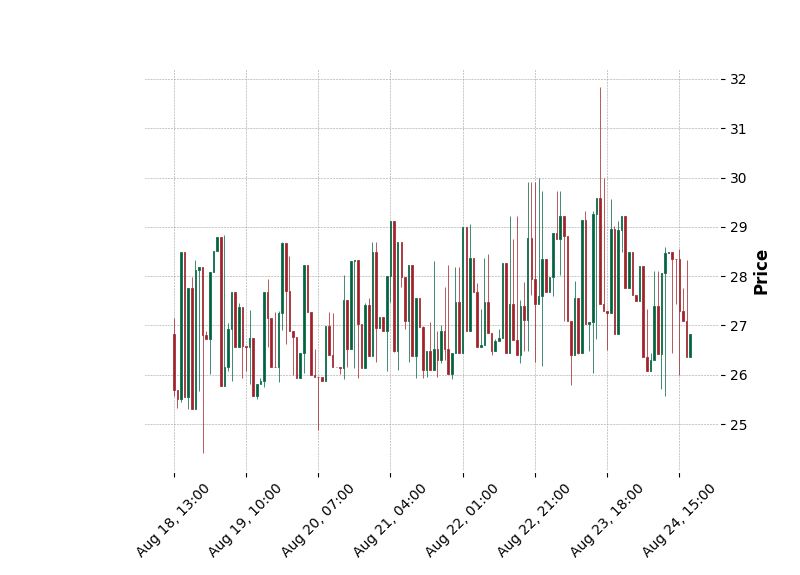 32
31
30
29
28
27
26
25
Price
Aug 18, 13:00
Aug 19, 10:00
Aug 20, 07:00
Aug 21, 04:00
Aug 22, 01:00
Aug 22, 21:00
Aug 23, 18:00
Aug 24, 15:00